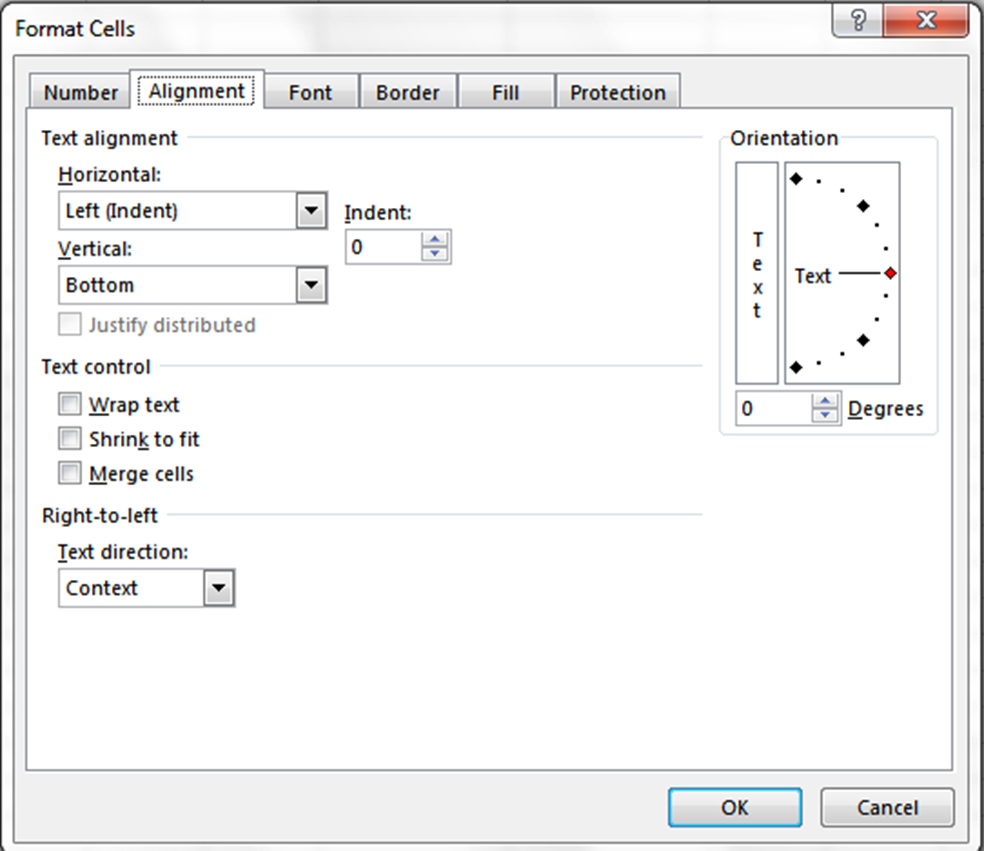 Format Cells
Number Alignment Font Border Fill Protection
Text alignment
Horizontal:
Left (Indent)
Indent:
0
Vertical:
Bottom
Justify distributed
Text control
Wrap text
Shrink to fit
Merge cells
Right-to-left
Text direction:
Context
Orientation
T
e
x
t
Text
0 Degrees
OK Cancel